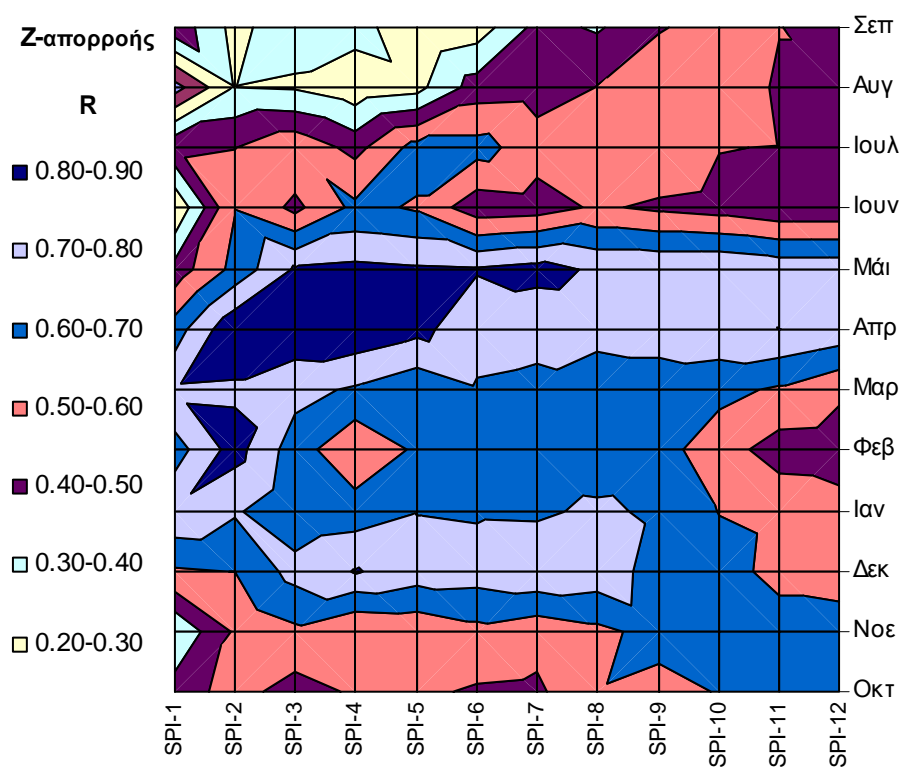 Z-απορροής
R
0.80-0.90
0.70-0.80
0.60-0.70
0.50-0.60
0.40-0.50
0.30-0.40
0.20-0.30
Σεπ
Αυγ
Ιουλ
Ιουν
Μάι
Απρ
Μαρ
Φεβ
Ιαν
Δεκ
Νοε
Οκτ
SPI-1
SPI-2
SPI-3
SPI-4
SPI-5
SPI-6
SPI-7
SPI-8
SPI-9
SPI-10
SPI-11
SPI-12